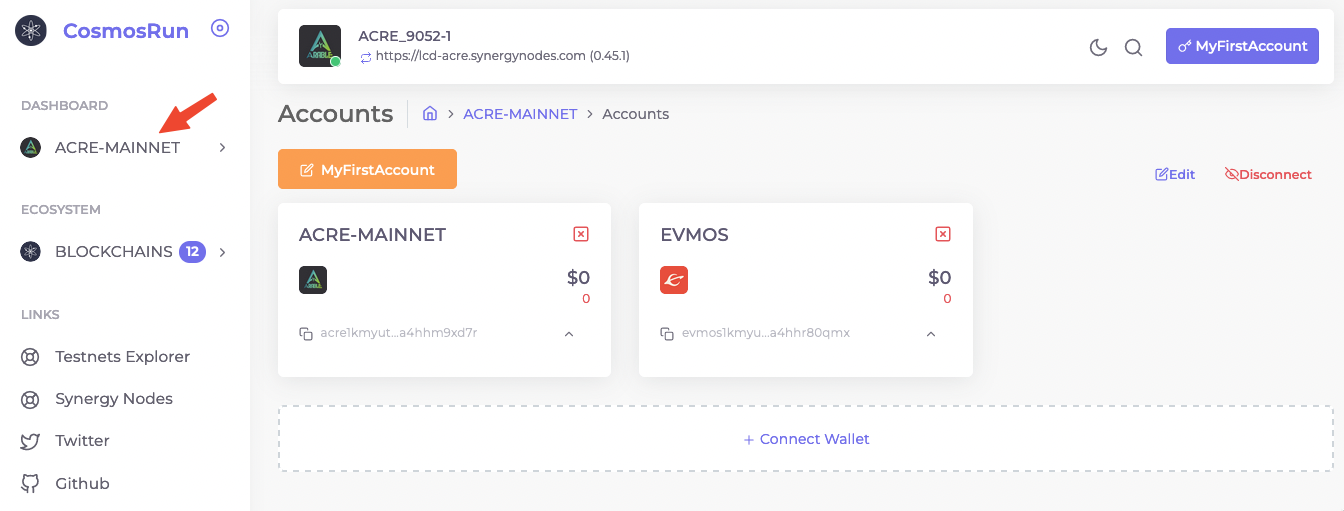 CosmosRun
DASHBOARD
ACRE-MAINNET
ECOSYSTEM
BLOCKCHAINS 12
LINKS
Testnets Explorer
Synergy Nodes
Twitter
Github
ARABLE
ACRE_9052-1
https://lcd-acre.synergynodes.com (0.45.1)
MyFirstAccount
Accounts
ACRE-MAINNET
Accounts
MyFirstAccount
Edit
Disconnect
ACRE-MAINNET
ARABLE
$0
0
acre1kmyut...a4hhm9xd7r
EVMOS
$0
0
evmos1kmyu...a4hhr80qmx
+ Connect Wallet